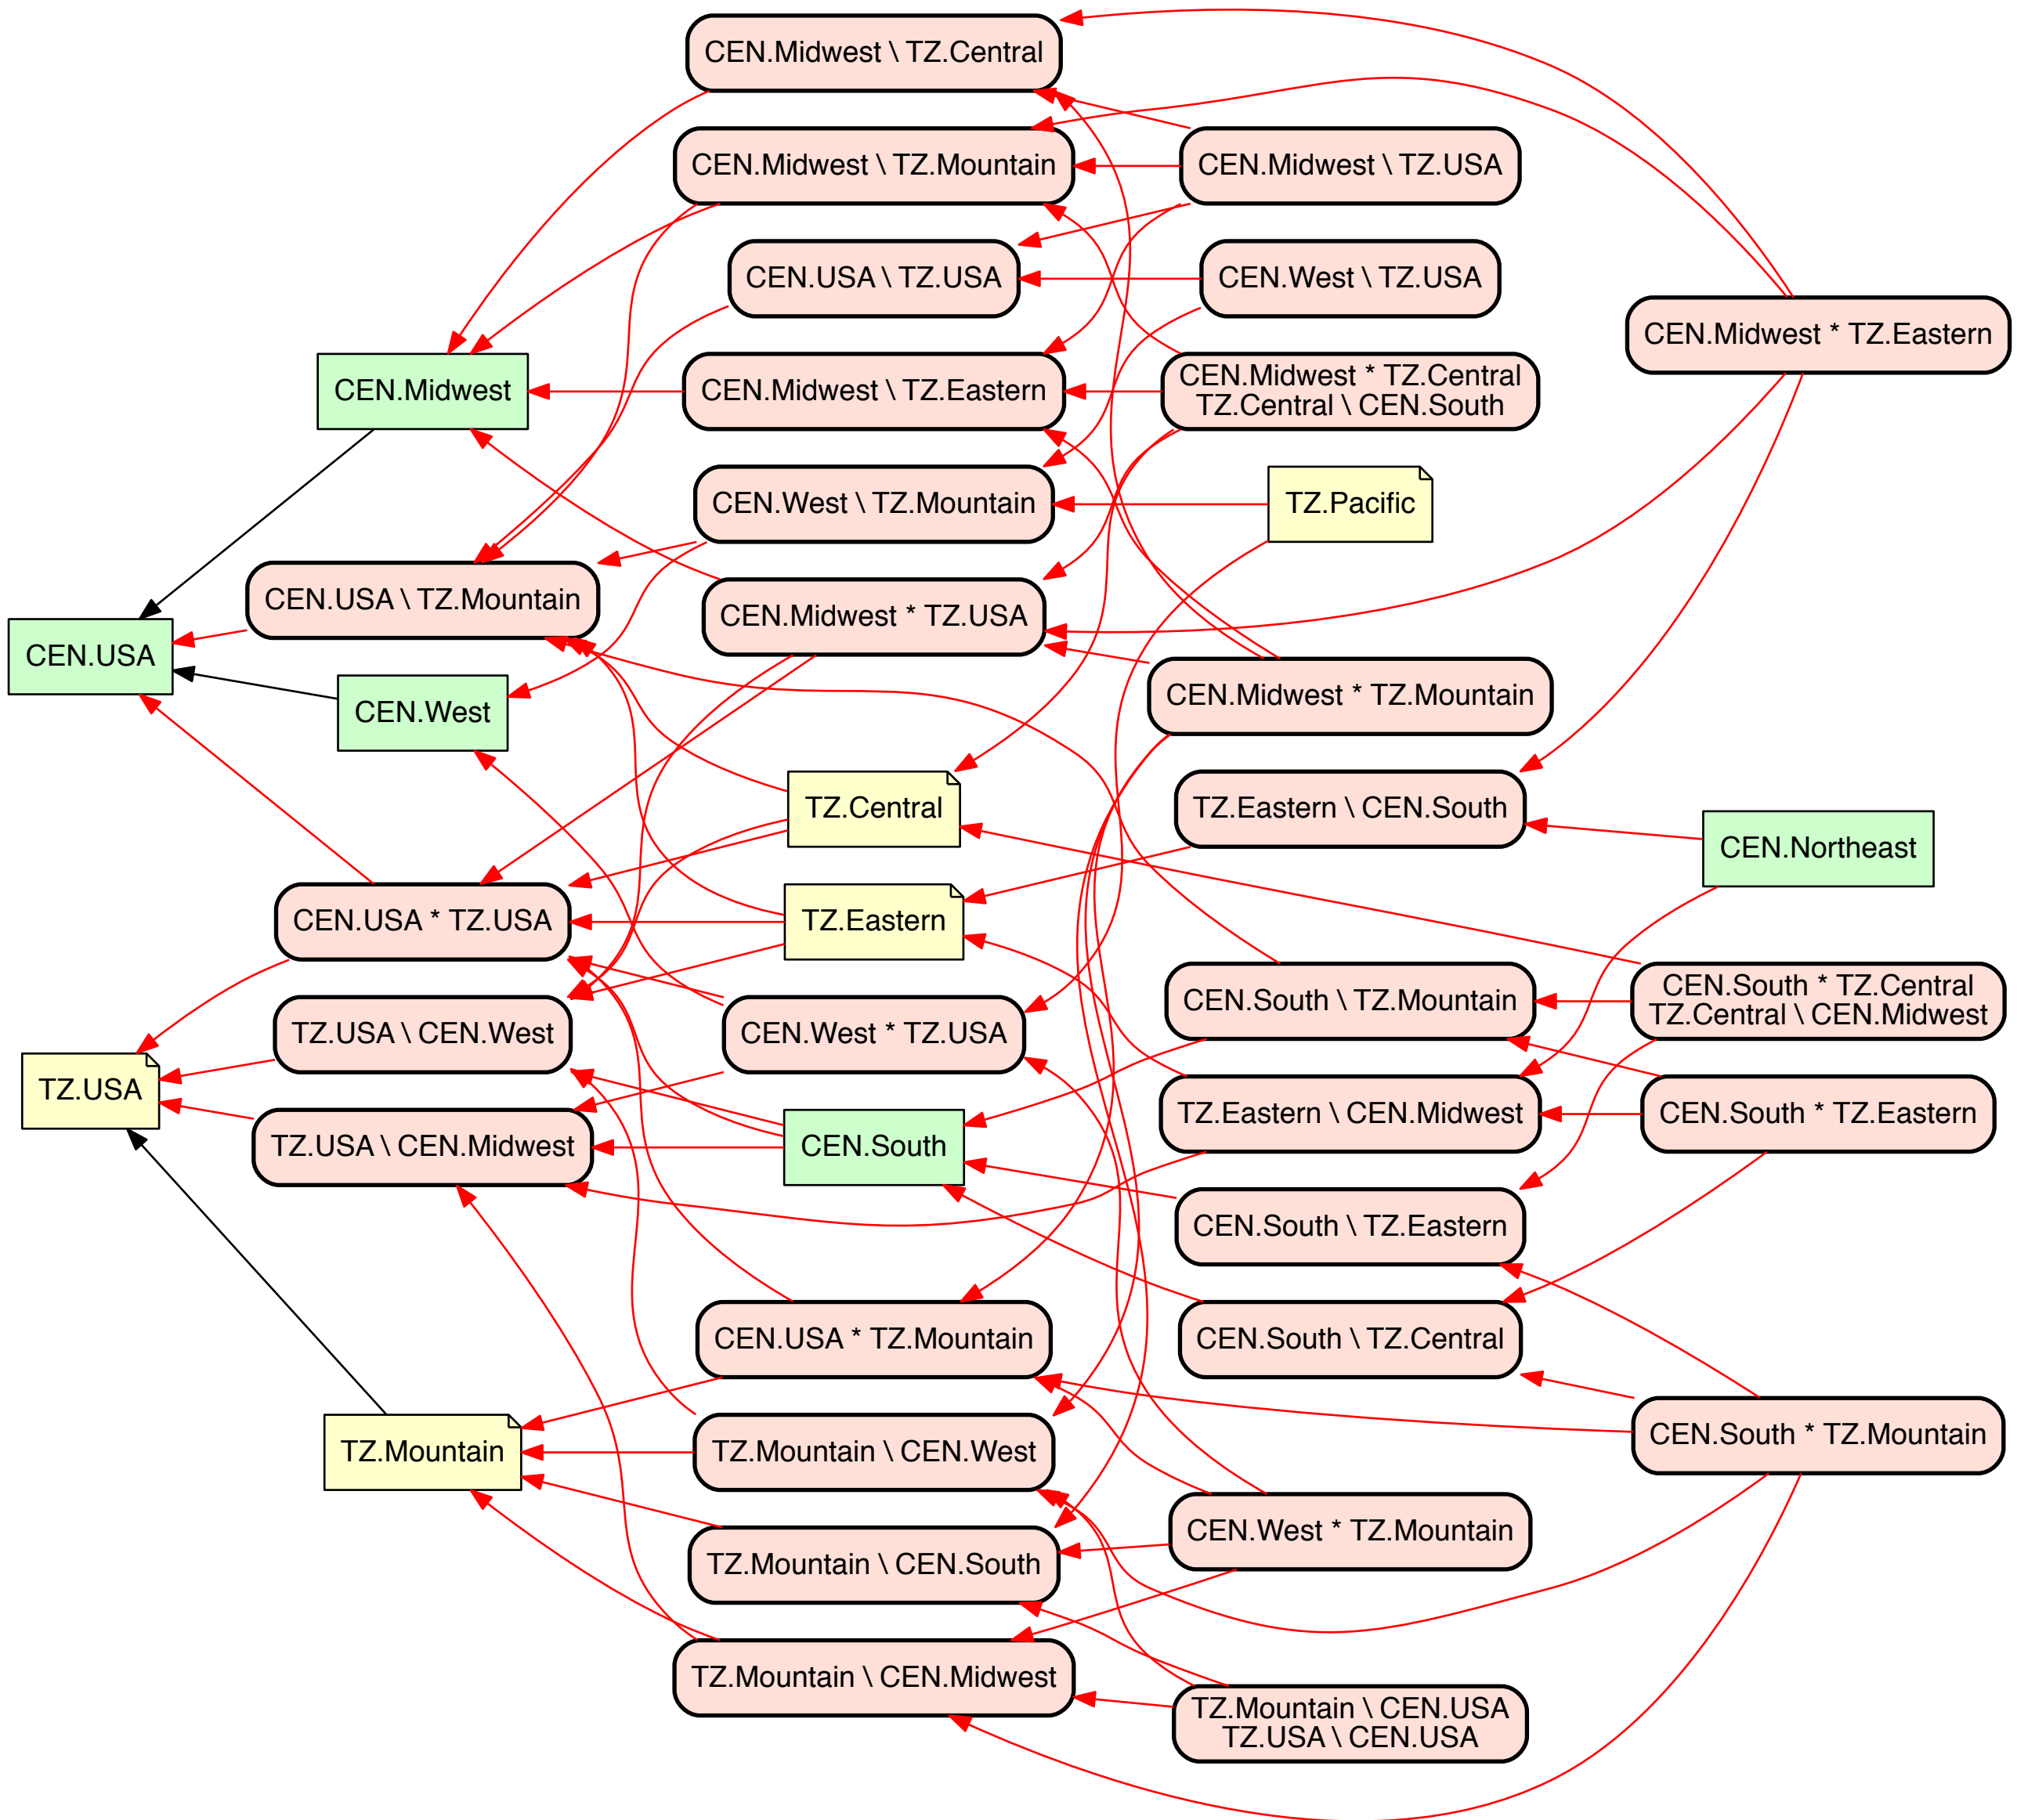 CEN.Midwest \ TZ.Central
CEN.Midwest \ TZ.Mountain
CEN.Midwest \ TZ.USA
CEN.USA \ TZ.USA
CEN.West \ TZ.USA
CEN.Midwest * TZ.Eastern
CEN.Midwest
CEN.Midwest \ TZ.Eastern
CEN.Midwest * TZ.Central
TZ.Central \ CEN.South
CEN.West \ TZ.Mountain
TZ.Pacific
CEN.USA \ TZ.Mountain
CEN.Midwest * TZ.USA
CEN.USA
CEN.West
CEN.Midwest * TZ.Mountain
TZ.Central
TZ.Eastern \ CEN.South
CEN.Northeast
CEN.USA * TZ.USA
TZ.Eastern
CEN.South \ TZ.Mountain
CEN.South * TZ.Central
TZ.Central \ CEN.Midwest
TZ.USA \ CEN.West
CEN.West * TZ.USA
TZ.USA
TZ.Eastern \ CEN.Midwest
CEN.South * TZ.Eastern
TZ.USA \ CEN.Midwest
CEN.South
CEN.South \ TZ.Eastern
CEN.USA * TZ.Mountain
CEN.South \ TZ.Central
TZ.Mountain
TZ.Mountain \ CEN.West
CEN.South * TZ.Mountain
CEN.West * TZ.Mountain
TZ.Mountain \ CEN.South
TZ.Mountain \ CEN.Midwest
TZ.Mountain \ CEN.USA
TZ.USA \ CEN.USA